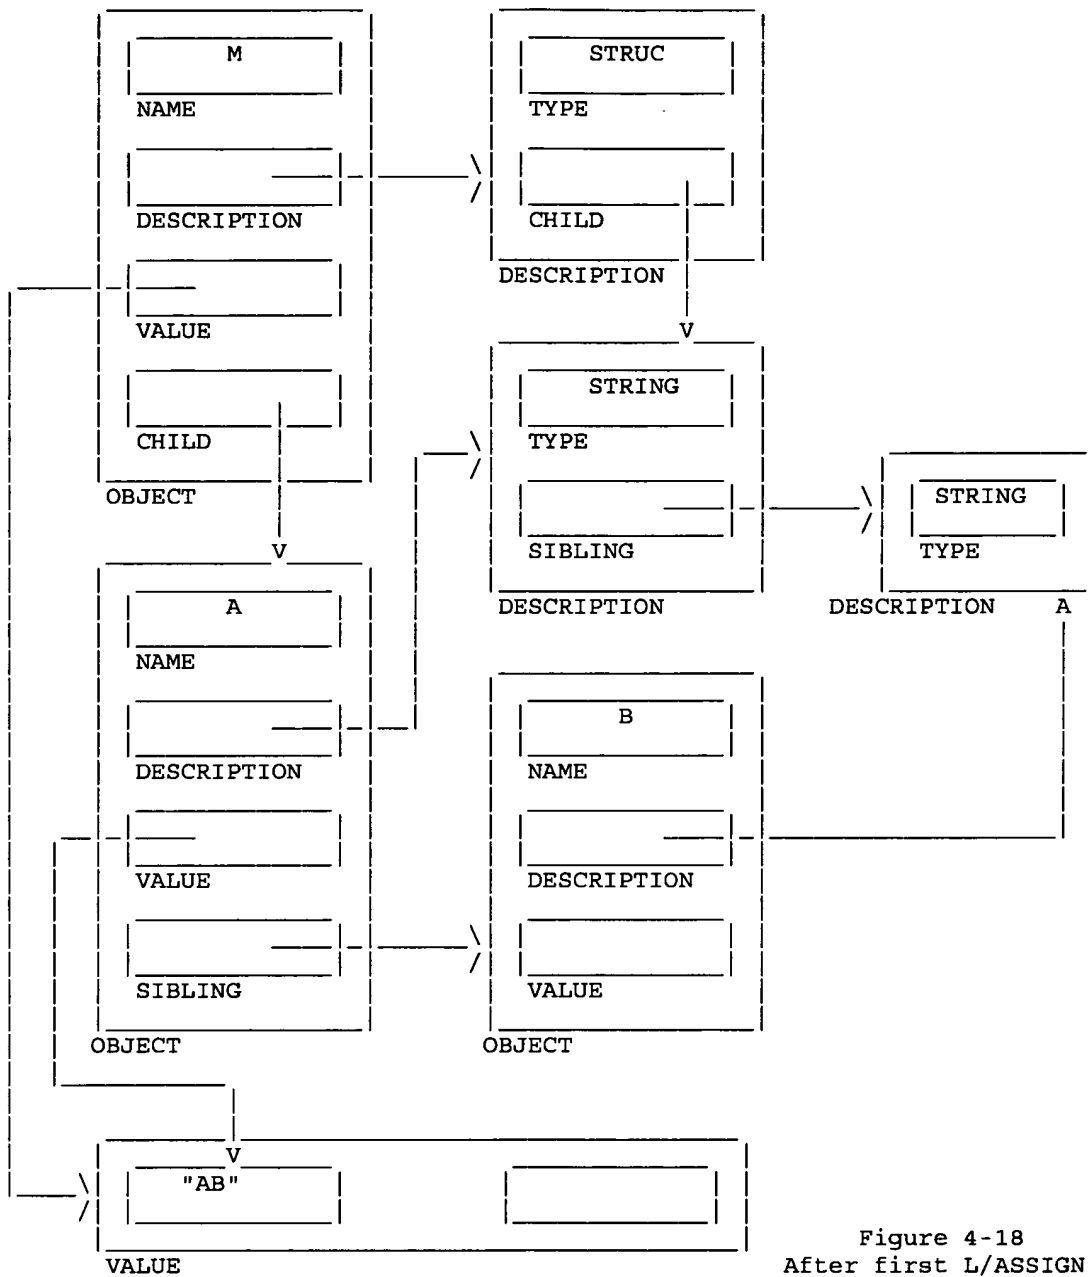 M
NAME
DESCRIPTION
VALUE
CHILD
OBJECT
STRUC
TYPE
CHILD
DESCRIPTION
V
STRING
TYPE
SIBLING
DESCRIPTION
STRING
TYPE
DESCRIPTION A
V
A
NAME
DESCRIPTION
VALUE
SIBLING
OBJECT
B
NAME
DESCRIPTION
VALUE
OBJECT
V
"AB"
VALUE
Figure 4-18
After first L/ASSIGN